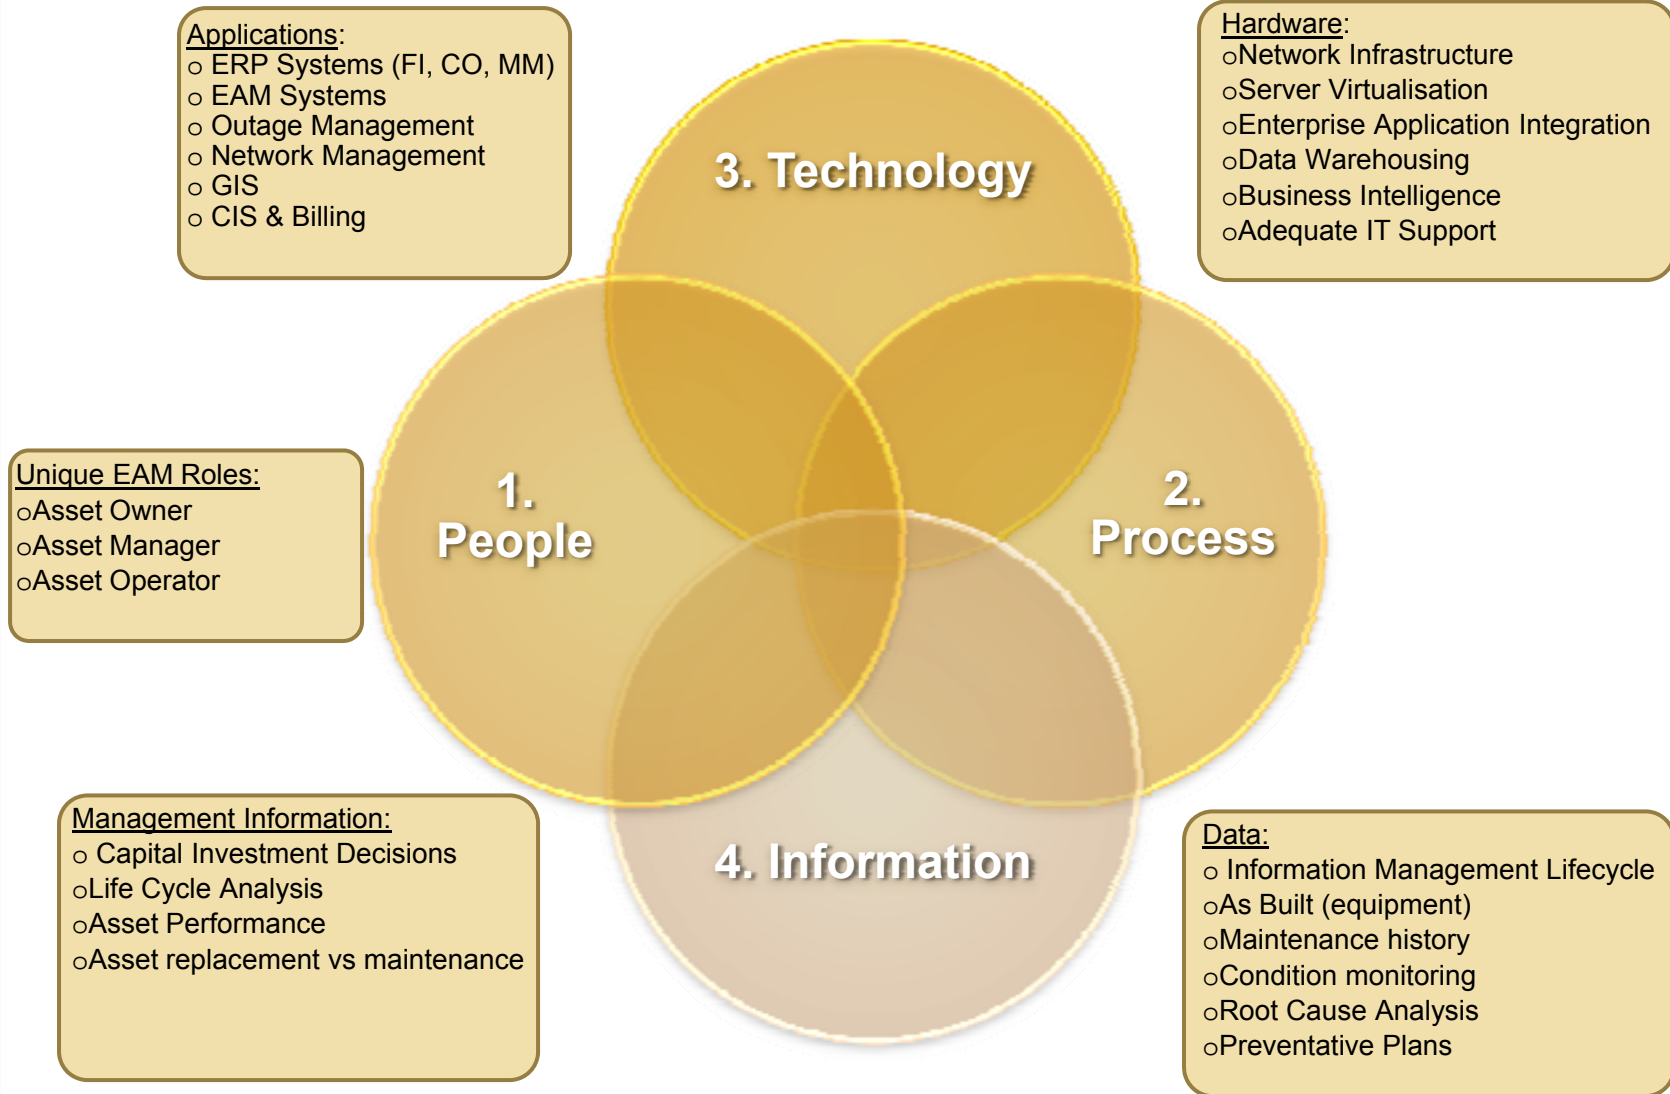 Applications:
o ERP Systems (FI, CO, MM)
o EAM Systems
o Outage Management
o Network Management
o GIS
o CIS & Billing
Hardware:
oNetwork Infrastructure
oServer Virtualisation
oEnterprise Application Integration
oData Warehousing
oBusiness Intelligence
oAdequate IT Support
3. Technology
Unique EAM Roles:
oAsset Owner
oAsset Manager
oAsset Operator
1.
People
2.
Process
4. Information
Management Information:
o Capital Investment Decisions
oLife Cycle Analysis
oAsset Performance
oAsset replacement vs maintenance
Data:
o Information Management Lifecycle
oAs Built (equipment)
oMaintenance history
oCondition monitoring
oRoot Cause Analysis
oPreventative Plans